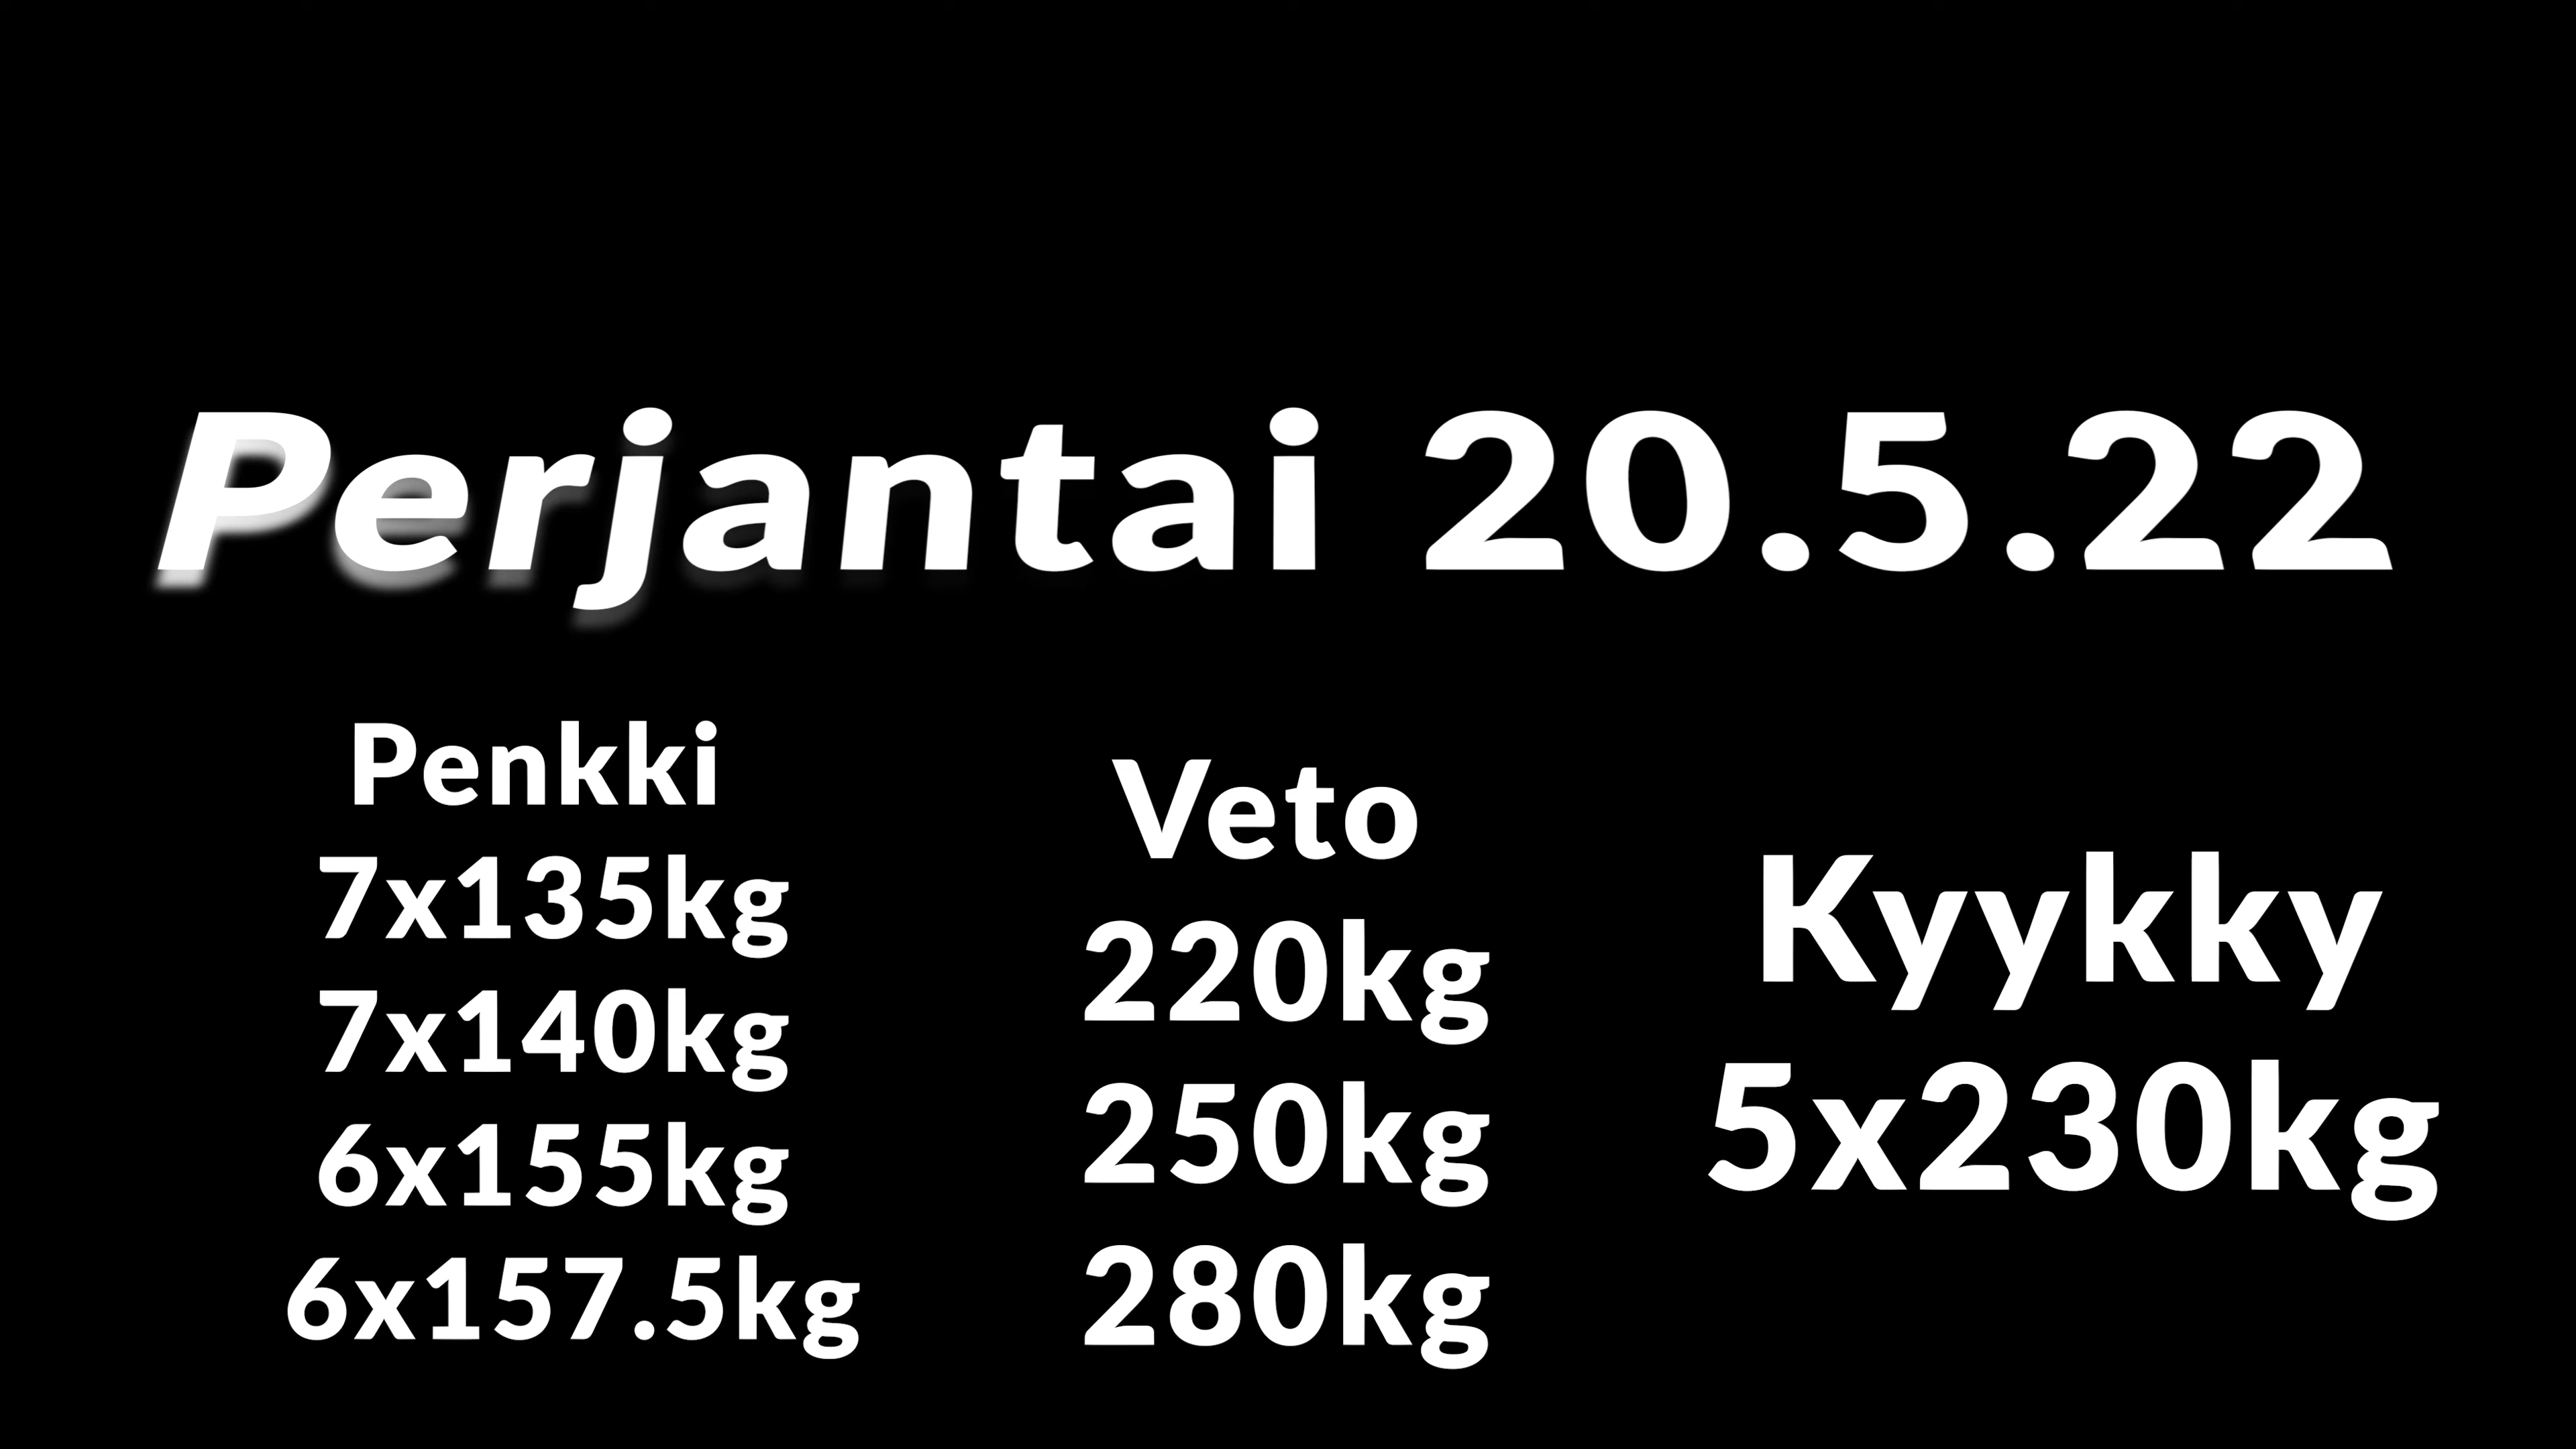 Perjantai 20.5.22
Penkki
7x135kg
7x140kg
6x155kg
6x157.5kg
Veto
220kg
250kg
280kg
Kyykky
5x230kg